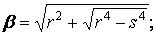 β = √(r² + √(r⁴ − s⁴));